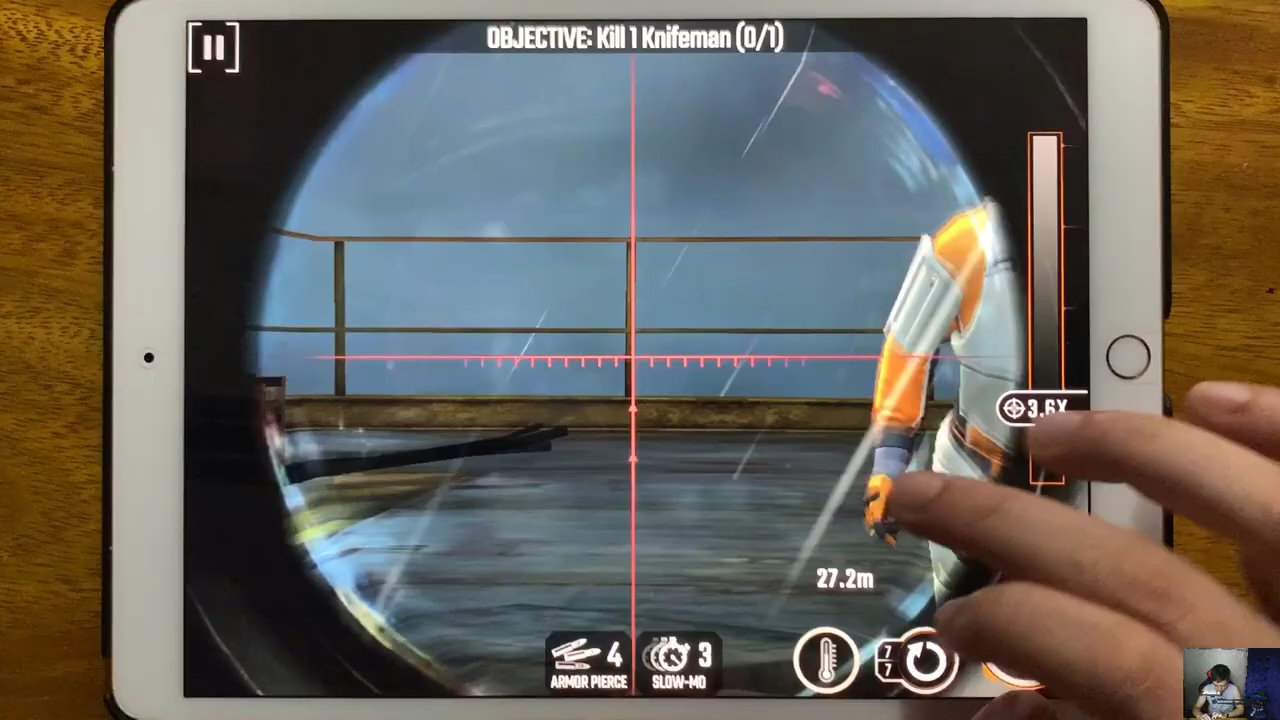 OBJECTIVE: Kill 1 Knifeman (0/1)
3.6X
27.2m
4
ARMOR PIERCE
3
SLOW-MO
7
7